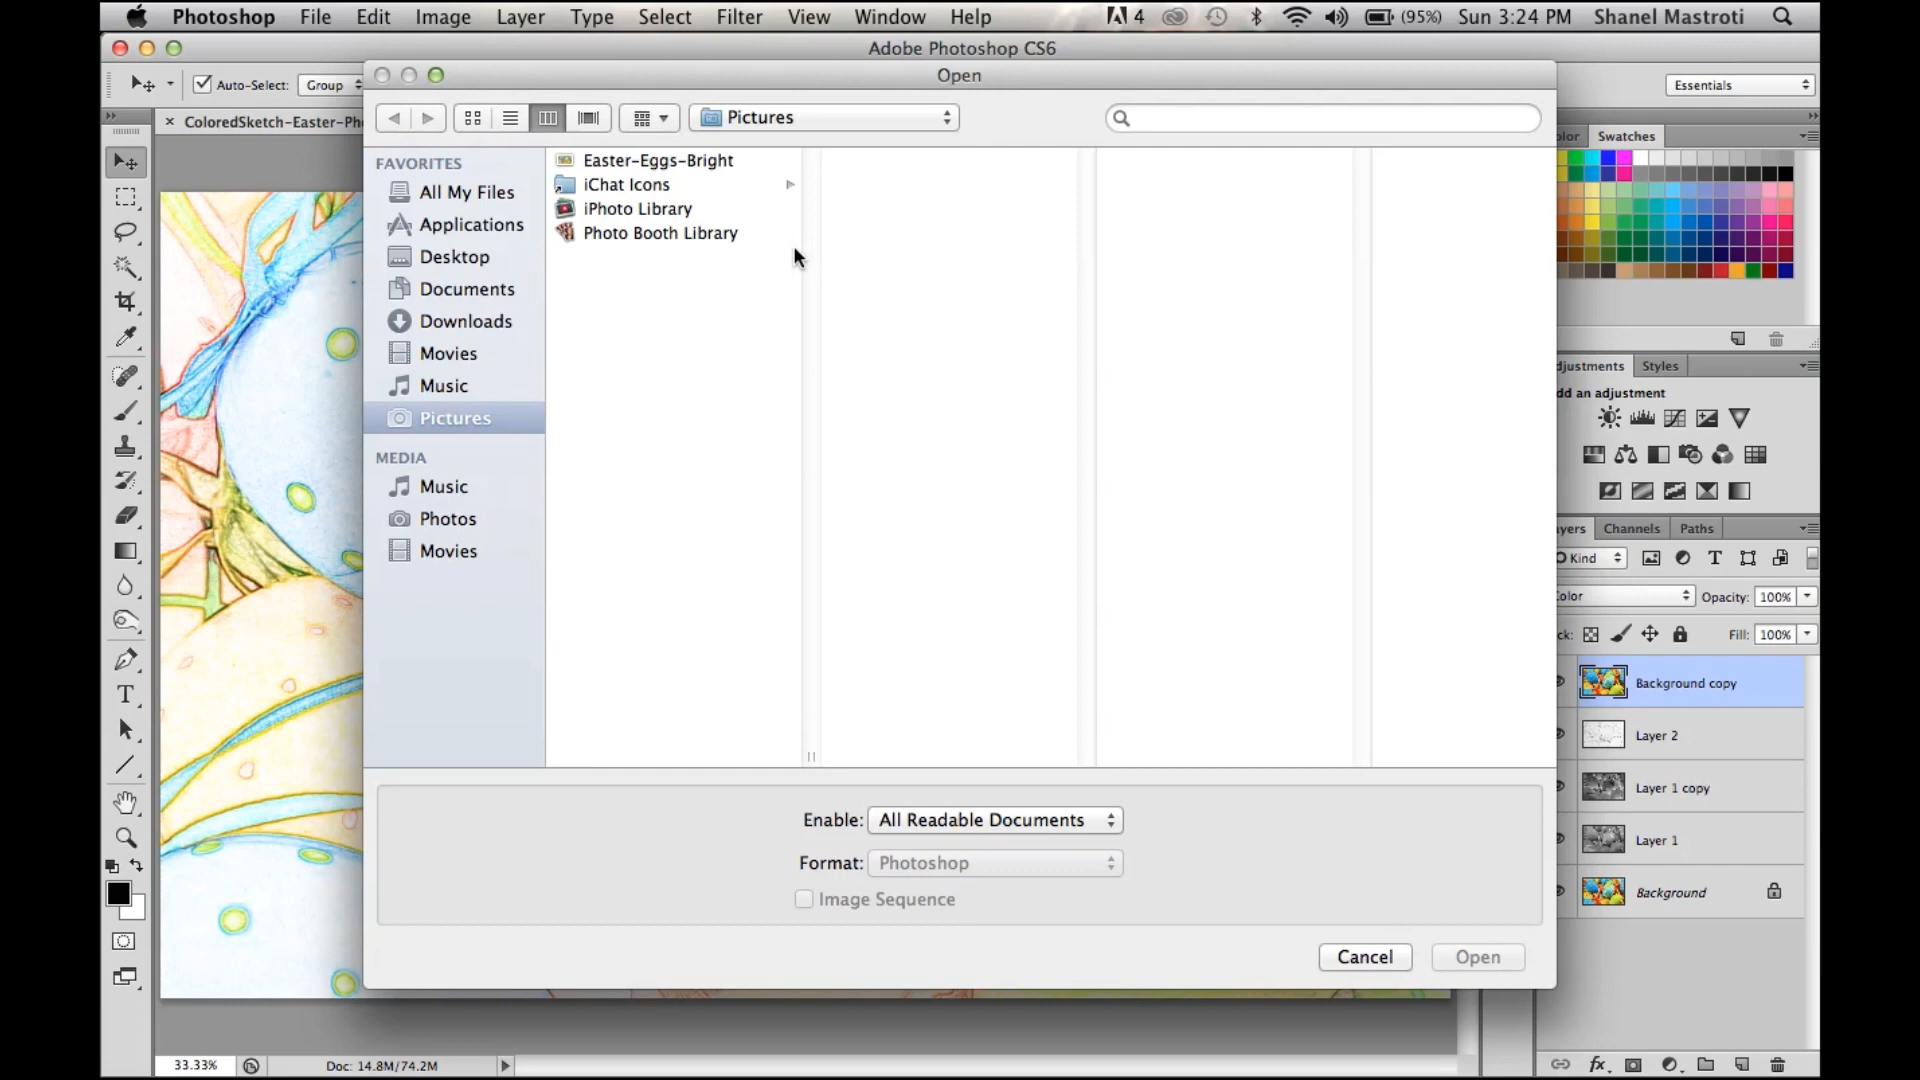 Photoshop File Edit Image Layer Type Select Filter View Window Help 4 (95%) Sun 3:24 PM Shanel Mastroti
Adobe Photoshop CS6
Auto-Select: Group
Essentials
Open
Pictures
ColoredSketch-Easter-Ph
Swatches
FAVORITES
All My Files
Applications
Desktop
Documents
Downloads
Movies
Music
Pictures
MEDIA
Music
Photos
Movies
Easter-Eggs-Bright
iChat Icons
iPhoto Library
Photo Booth Library
Enable: All Readable Documents
Format: Photoshop
Image Sequence
Cancel Open
djustments Styles
dd an adjustment
ayers Channels Paths
Kind
olor Opacity: 100%
ck: Fill: 100%
Background copy
Layer 2
Layer 1 copy
Layer 1
Background
33.33% Doc: 14.8M/74.2M